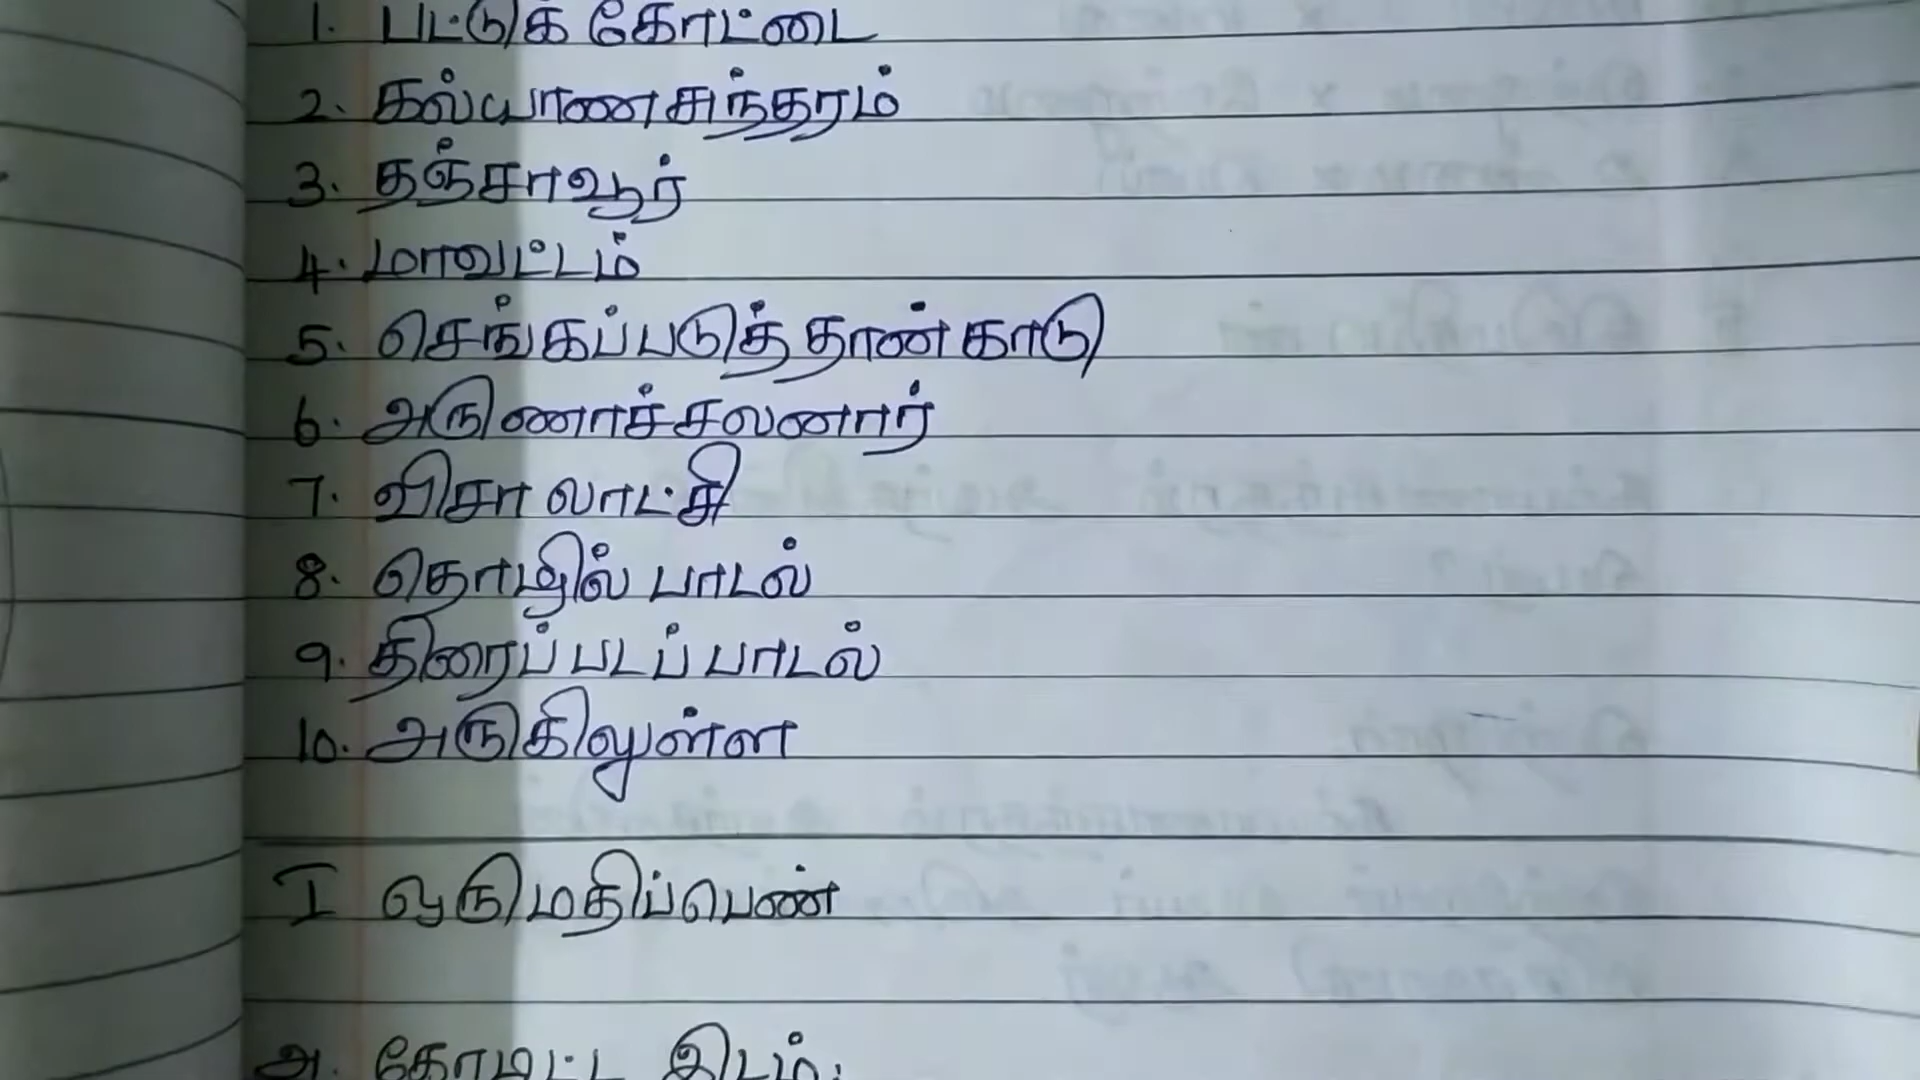 1. பட்டுக் கோட்டை
2. கல்யாண சுந்தரம்
3. தஞ்சாவூர்
4. மாவட்டம்
5. செங்கப்படுத்தான் காடு
6. அருணாச்சலனார்
7. விசாலாட்சி
8. தொழில் பாடல்
9. திரைப்படப் பாடல்
10. அருகிலுள்ள
I ஒருமதிப்பெண்
அ. கோடிட்ட இடம்: